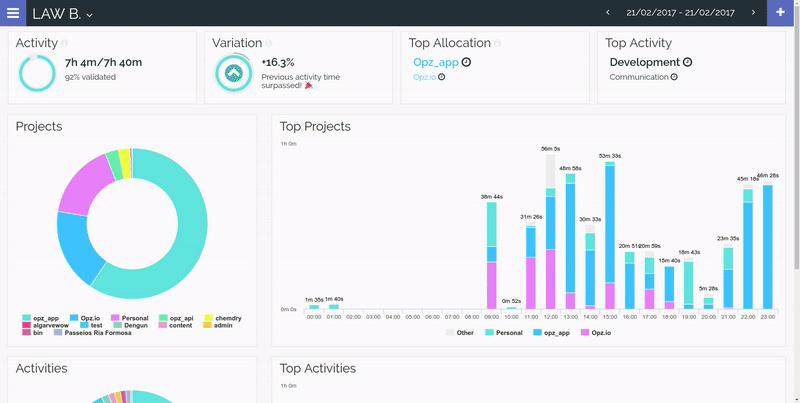 LAW B.
21/02/2017 - 21/02/2017
Activity
7h 4m/7h 40m
92% validated
Variation
+16.3%
Previous activity time
surpassed!
Top Allocation
Opz_app
Opz.io
Top Activity
Development
Communication
Projects
opz_app Opz.io Personal opz_api chemdry
algarvewow test Dengun content admin
bin Passeios Ria Formosa
Top Projects
1h 0m
56m 5s
53m 33s
48m 58s
45m 18s 46m 28s
38m 44s
31m 26s
30m 33s
23m 35s
20m 51s 20m 59s
18m 43s
15m 40s
5m 28s
1m 35s 1m 40s
0m 52s
0m 0s
00:00 01:00 02:00 03:00 04:00 05:00 06:00 07:00 08:00 09:00 10:00 11:00 12:00 13:00 14:00 15:00 16:00 17:00 18:00 19:00 20:00 21:00 22:00 23:00
Other Personal opz_app Opz.io
Activities
Top Activities
1h 0m